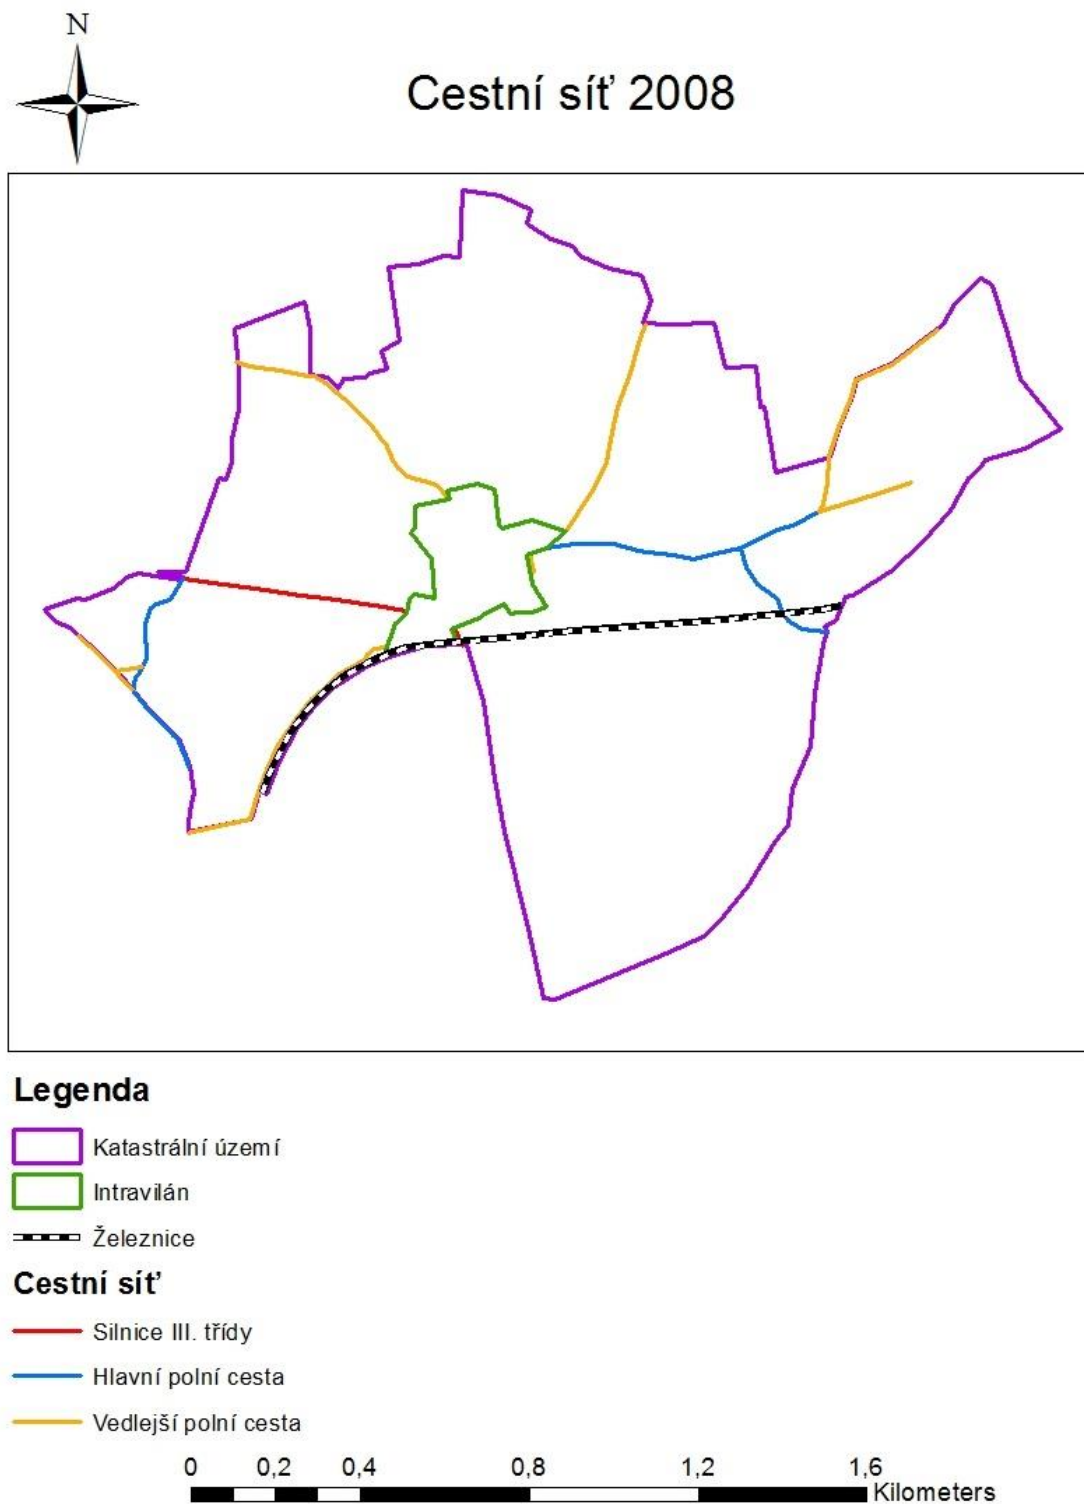 N
Cestní síť 2008
Legenda
Katastrální území
Intravilán
Železnice
Cestní síť
Silnice III. třídy
Hlavní polní cesta
Vedlejší polní cesta
0 0,2 0,4 0,8 1,2 1,6
Kilometers